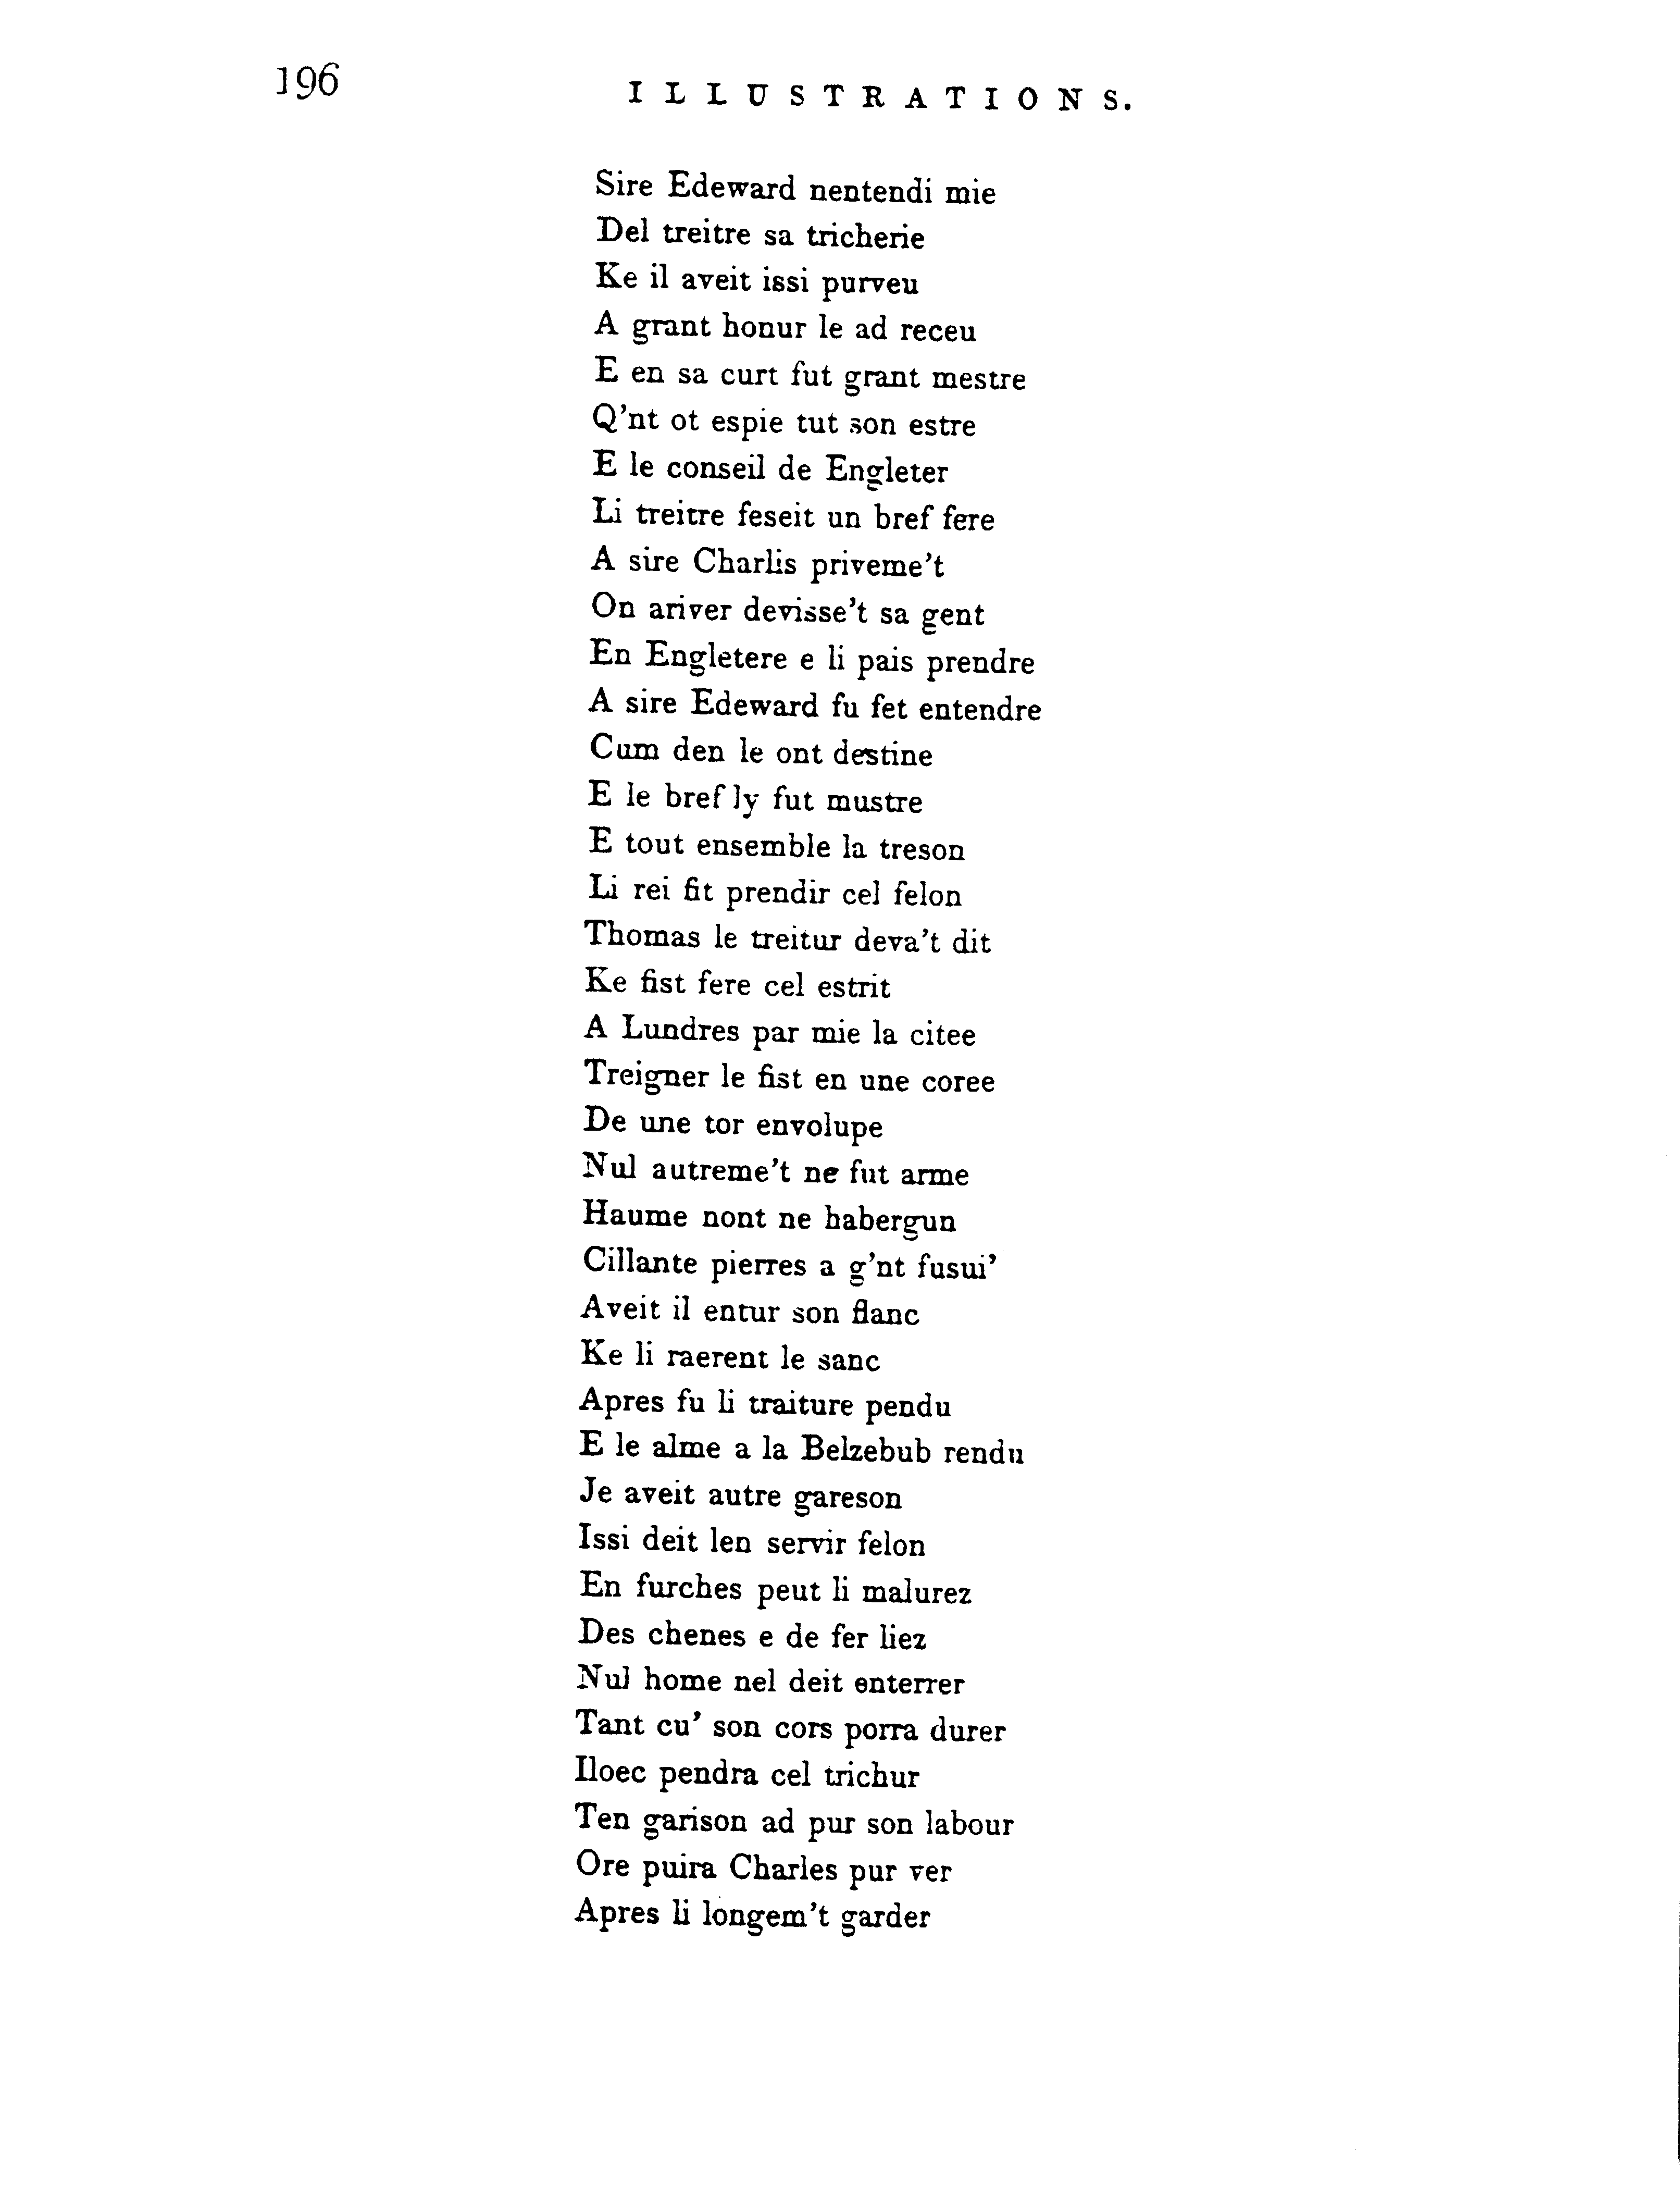 196
ILLUSTRATIONS.
Sire Edeward nentendi mie
Del treitre sa tricherie
Ke il aveit issi purveu
A grant honur le ad receu
E en sa curt fut grant mestre
Q'nt ot espie tut son estre
E le conseil de Engleter
Li treitre feseit un bref fere
A sire Charlis priveme't
On ariver devisse't sa gent
En Engletere e li pais prendre
A sire Edeward fu fet entendre
Cum den le ont destine
E le bref ly fut mustre
E tout ensemble la treson
Li rei fit prendir cel felon
Thomas le treitur deva't dit
Ke fist fere cel estrit
A Lundres par mie la citee
Treigner le fist en une coree
De une tor envolupe
Nul autreme't ne fut arme
Haume nont ne habergun
Cillante pierres a g'nt fusui'
Aveit il entur son flanc
Ke li raerent le sanc
Apres fu li traiture pendu
E le alme a la Belzebub rendu
Je aveit autre gareson
Issi deit len servir felon
En furches peut li malurez
Des chenes e de fer liez
Nul home nel deit enterrer
Tant cu' son cors porra durer
Iloec pendra cel trichur
Ten garison ad pur son labour
Ore puira Charles pur ver
Apres li longem't garder